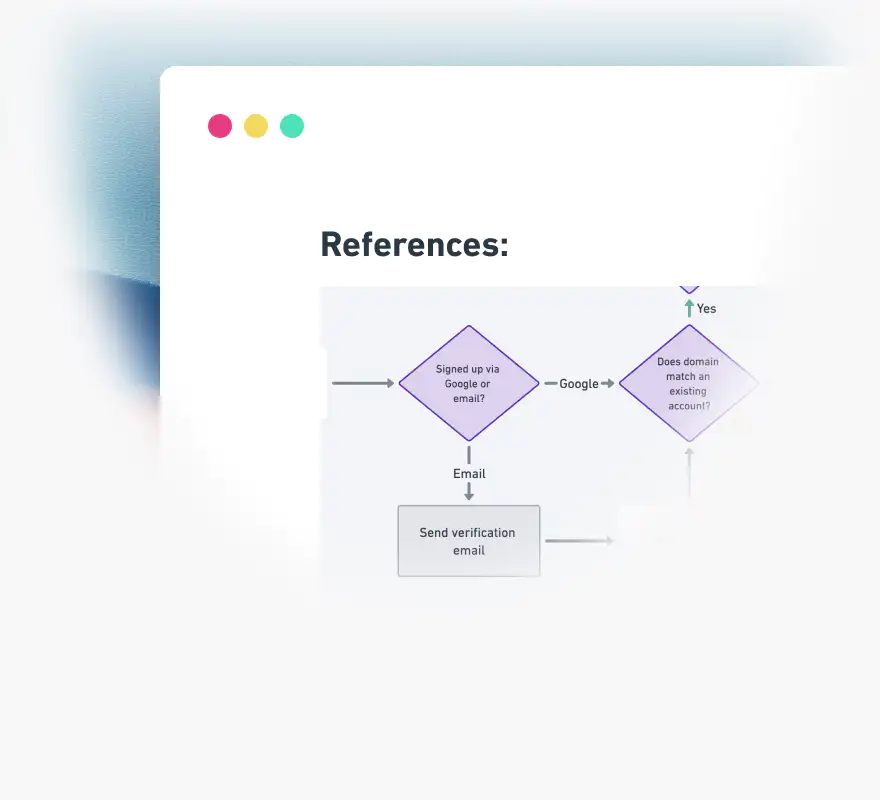 References:
Yes
Signed up via
Google or
email?
Google
Does domain
match an
existing
account?
Email
Send verification
email